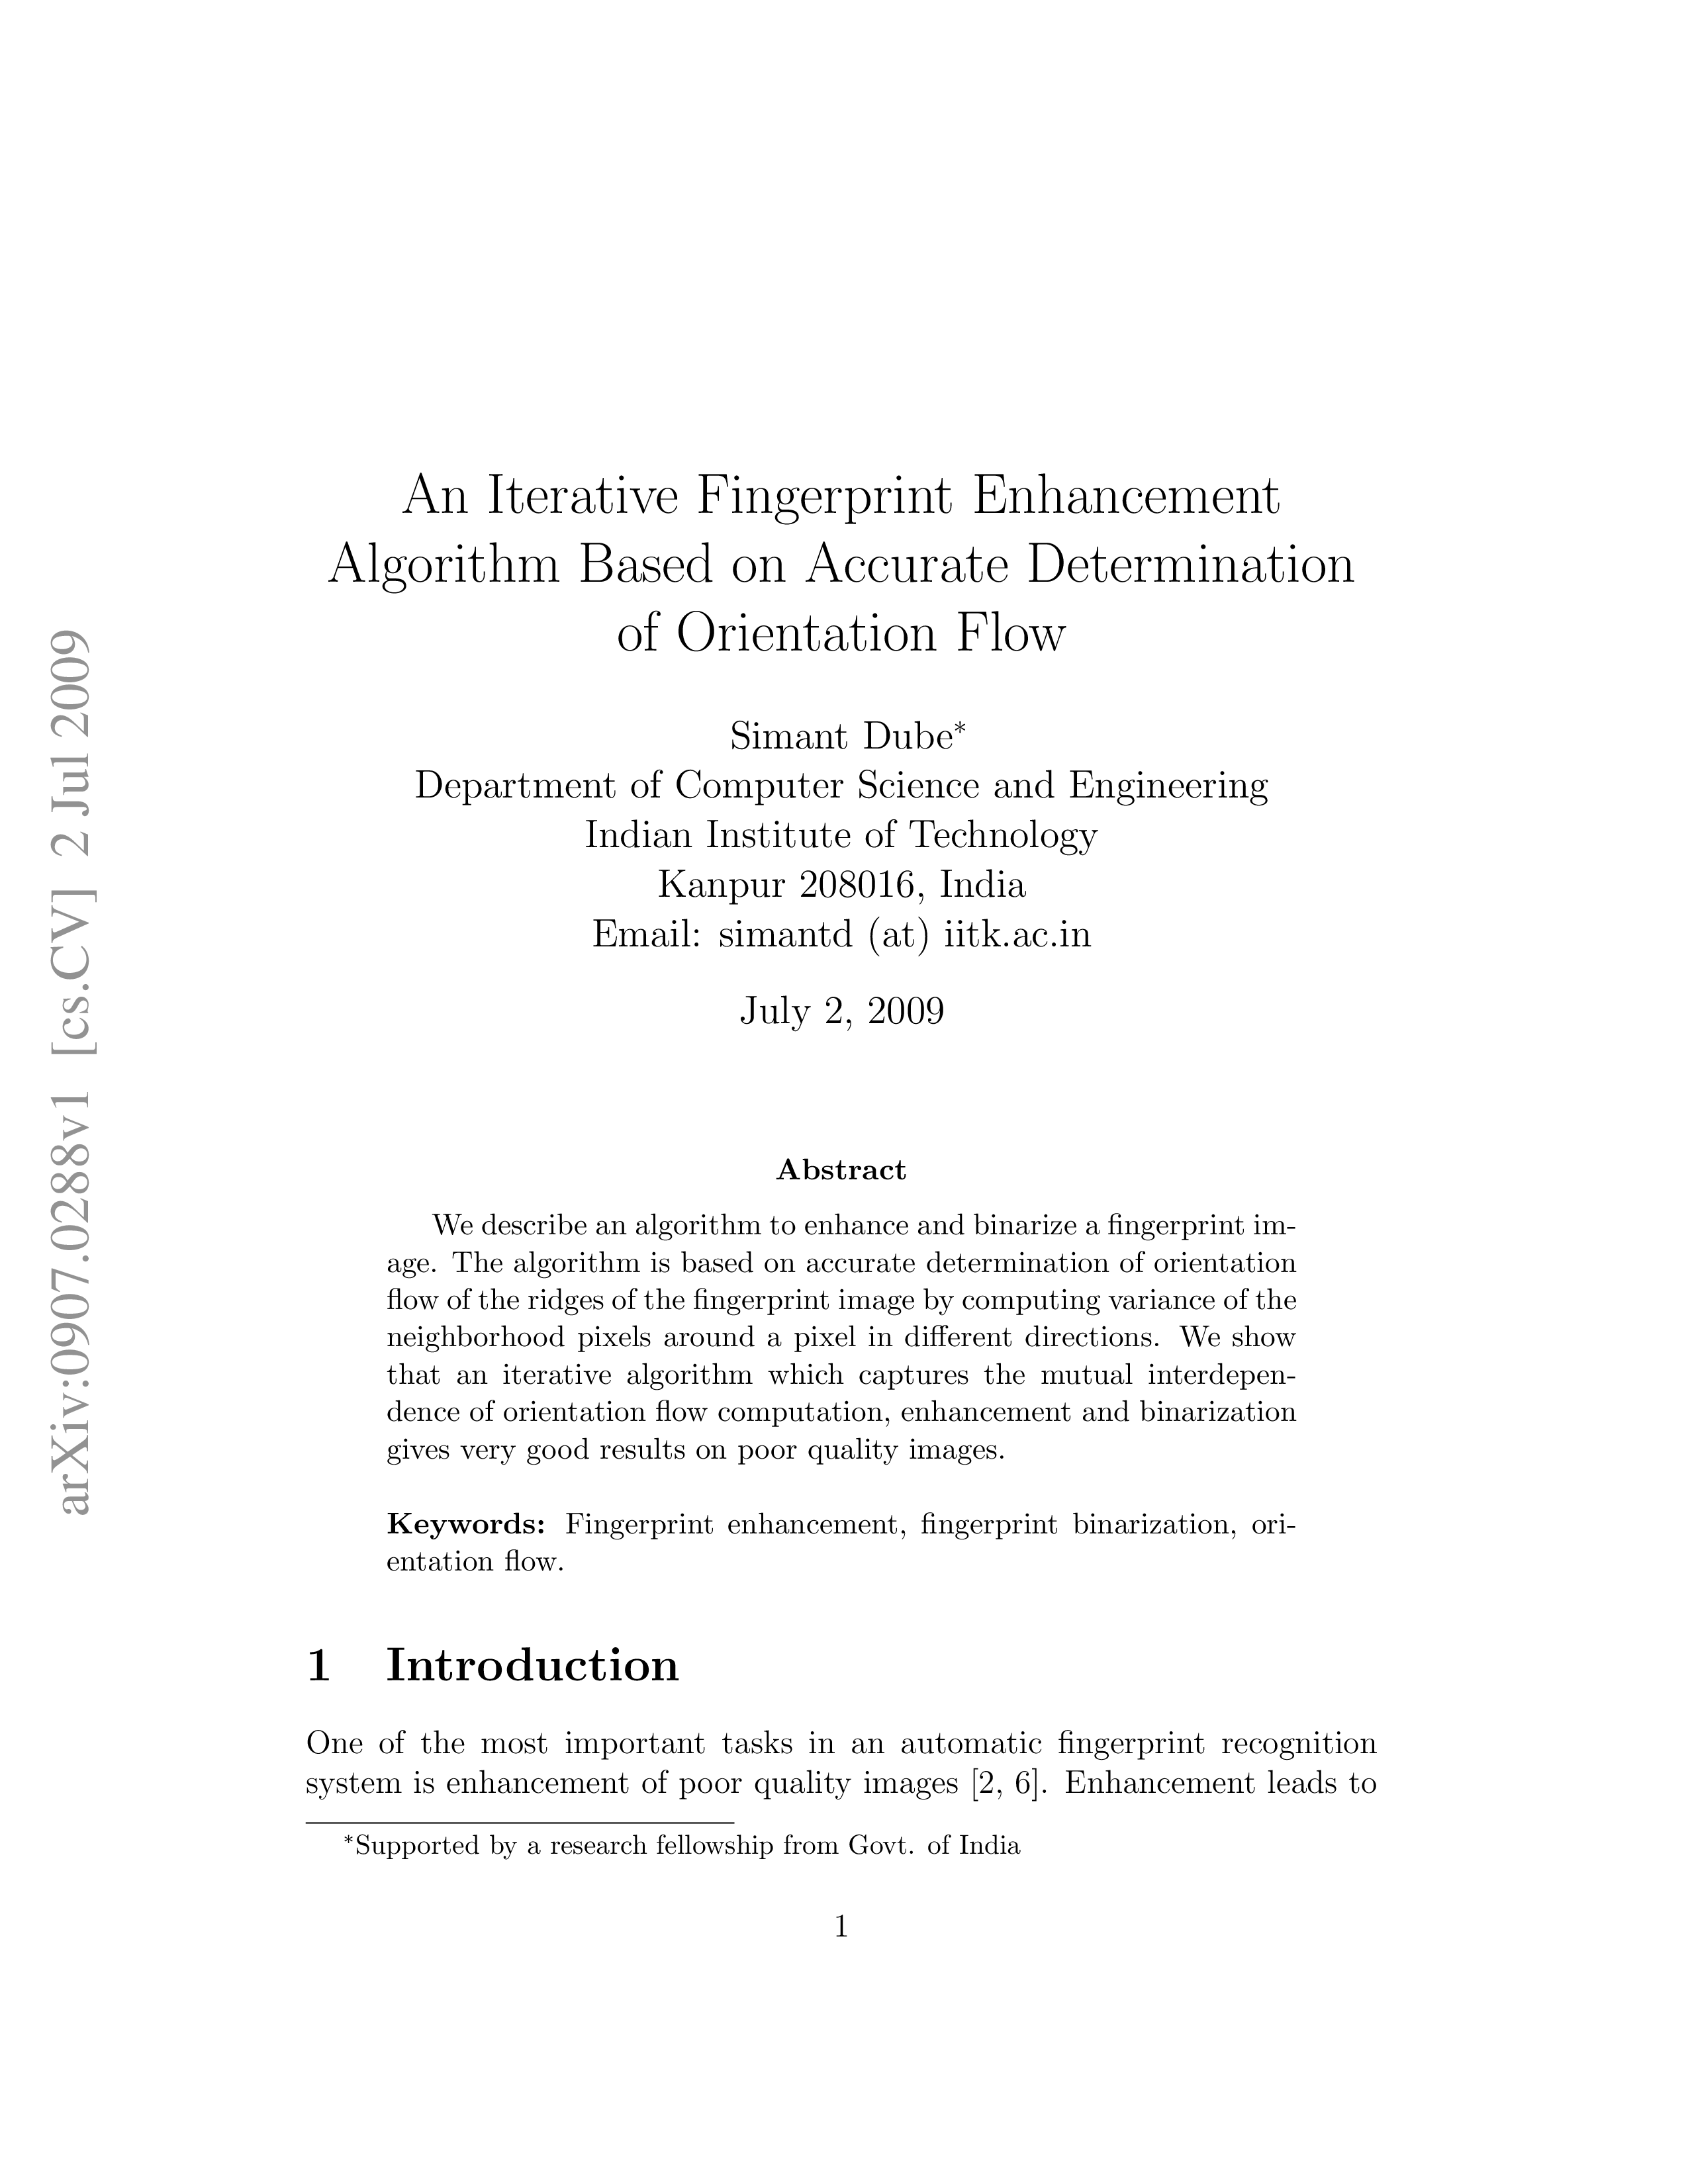 An Iterative Fingerprint Enhancement
Algorithm Based on Accurate Determination
of Orientation Flow
Simant Dube*
Department of Computer Science and Engineering
Indian Institute of Technology
Kanpur 208016, India
Email: simantd (at) iitk.ac.in
July 2, 2009
arXiv:0907.0288v1 [cs.CV] 2 Jul 2009
Abstract
We describe an algorithm to enhance and binarize a fingerprint im-
age. The algorithm is based on accurate determination of orientation
flow of the ridges of the fingerprint image by computing variance of the
neighborhood pixels around a pixel in different directions. We show
that an iterative algorithm which captures the mutual interdepen-
dence of orientation flow computation, enhancement and binarization
gives very good results on poor quality images.
Keywords: Fingerprint enhancement, fingerprint binarization, ori-
entation flow.
1 Introduction
One of the most important tasks in an automatic fingerprint recognition
system is enhancement of poor quality images [2, 6]. Enhancement leads to
*Supported by a research fellowship from Govt. of India
1